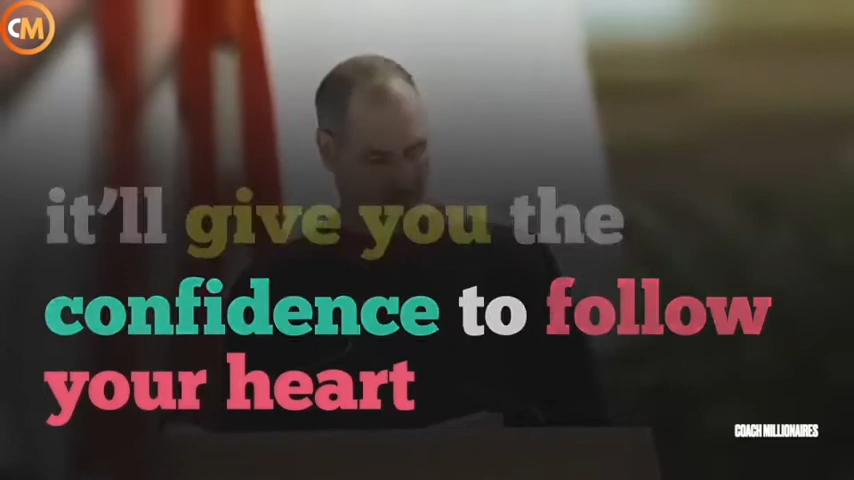 CM
it'll give you the
confidence to follow
your heart
COACH MILLIONAIRES